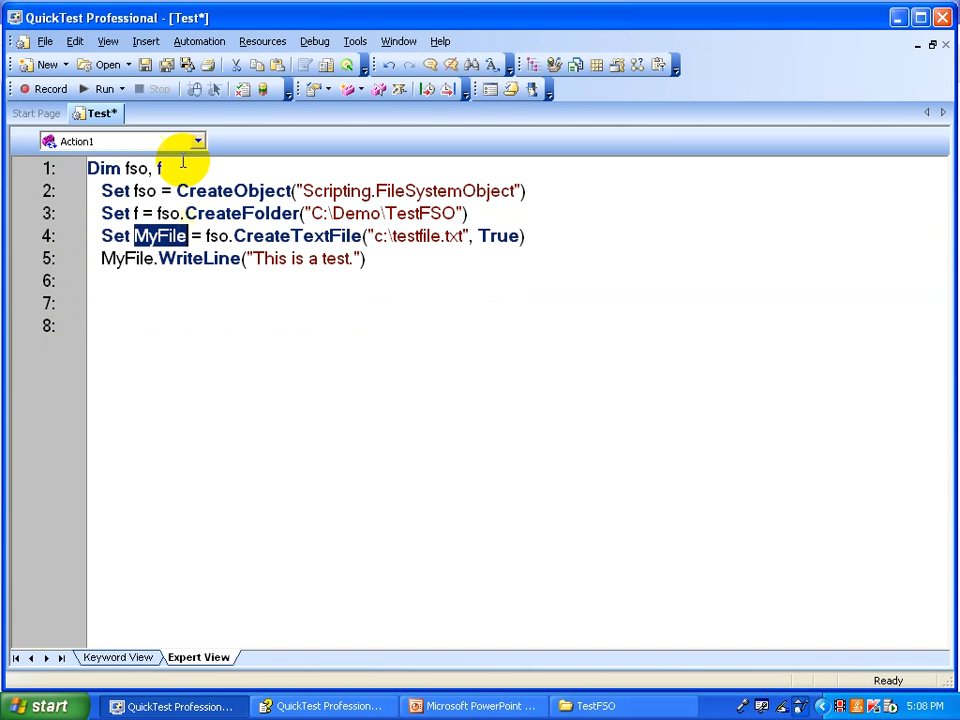 QuickTest Professional - [Test*]
File Edit View Insert Automation Resources Debug Tools Window Help
New Open
Record Run Stop
Start Page Test*
Action1
1: Dim fso, f
2: Set fso = CreateObject("Scripting.FileSystemObject")
3: Set f = fso.CreateFolder("C:\Demo\TestFSO")
4: Set MyFile = fso.CreateTextFile("c:\testfile.txt", True)
5: MyFile.WriteLine("This is a test.")
6:
7:
8:
Keyword View Expert View
Ready
start QuickTest Profession... QuickTest Profession... Microsoft PowerPoint ... TestFSO 5:08 PM